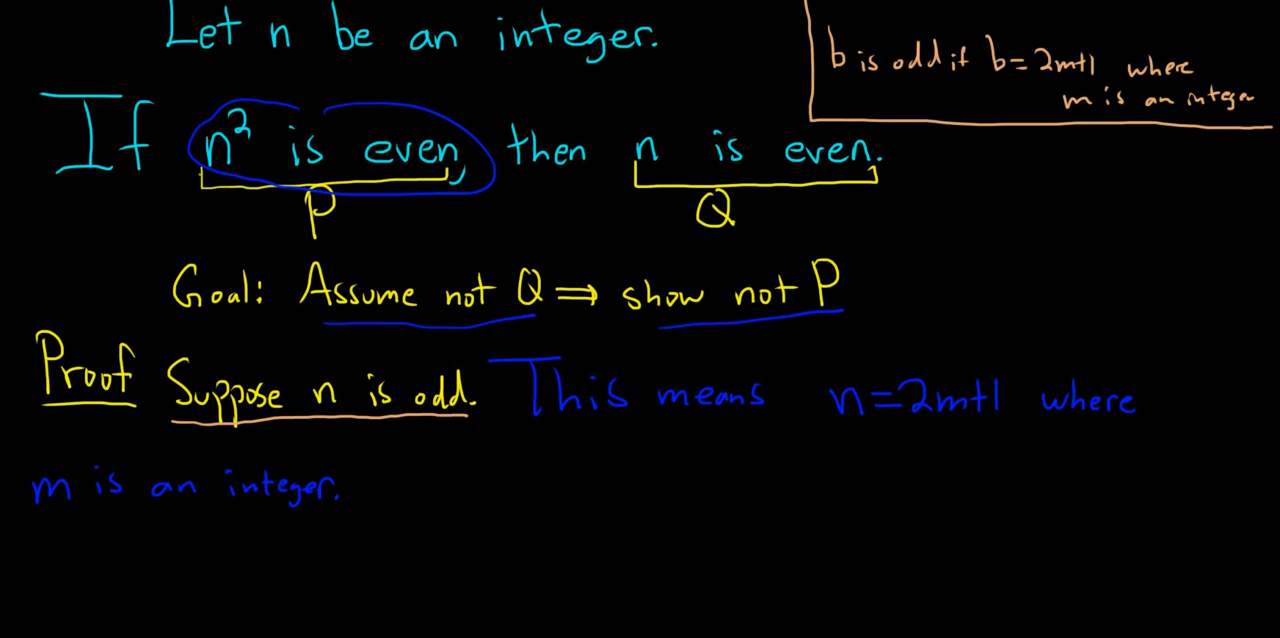 Let n be an integer.
b is odd if b=2m+1 where
m is an integer
If n² is even, then n is even.
P Q
Goal: Assume not Q ⇒ show not P
Proof Suppose n is odd. This means n=2m+1 where
m is an integer.